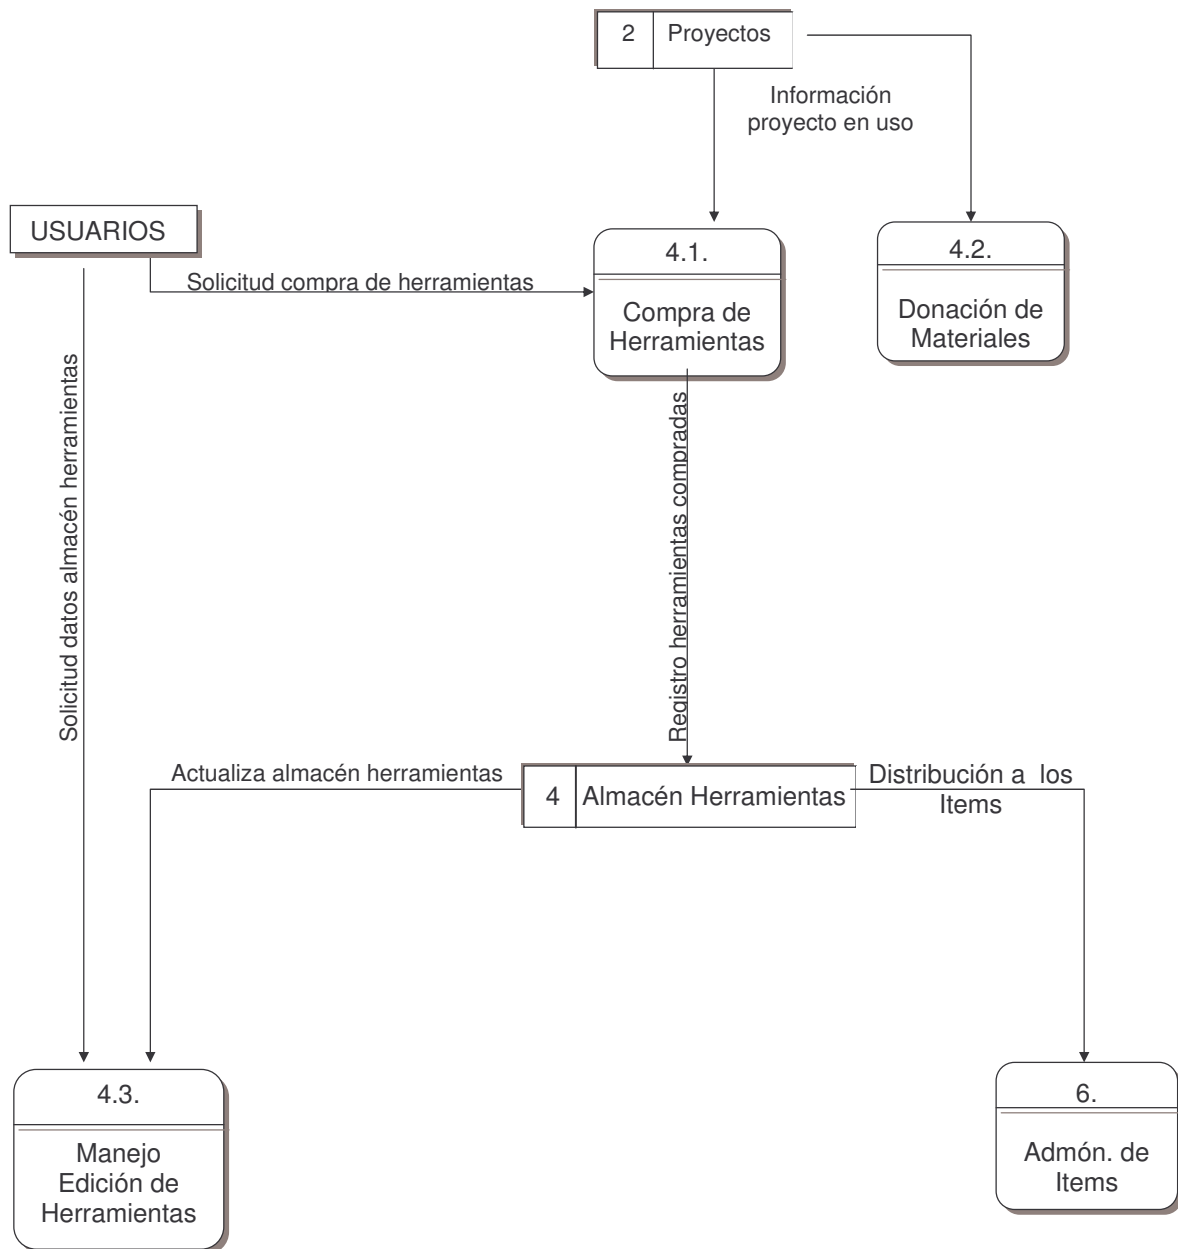 2 Proyectos
Información
proyecto en uso
USUARIOS
4.1.
4.2.
Solicitud compra de herramientas
Compra de
Herramientas
Donación de
Materiales
Solicitud datos almacén herramientas
Registro herramientas compradas
Actualiza almacén herramientas
4 Almacén Herramientas
Distribución a los
Items
4.3.
Manejo
Edición de
Herramientas
6.
Admón. de
Items